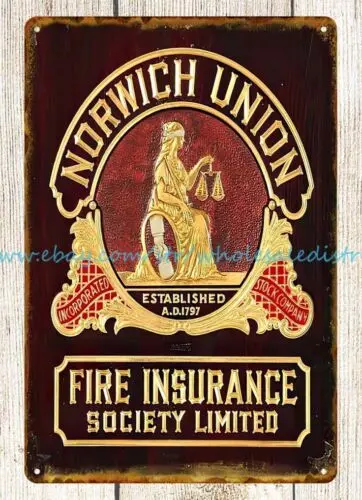 NORWICH UNION
ESTABLISHED
A.D.1797
INCORPORATED
STOCK COMPANY
FIRE INSURANCE
SOCIETY LIMITED